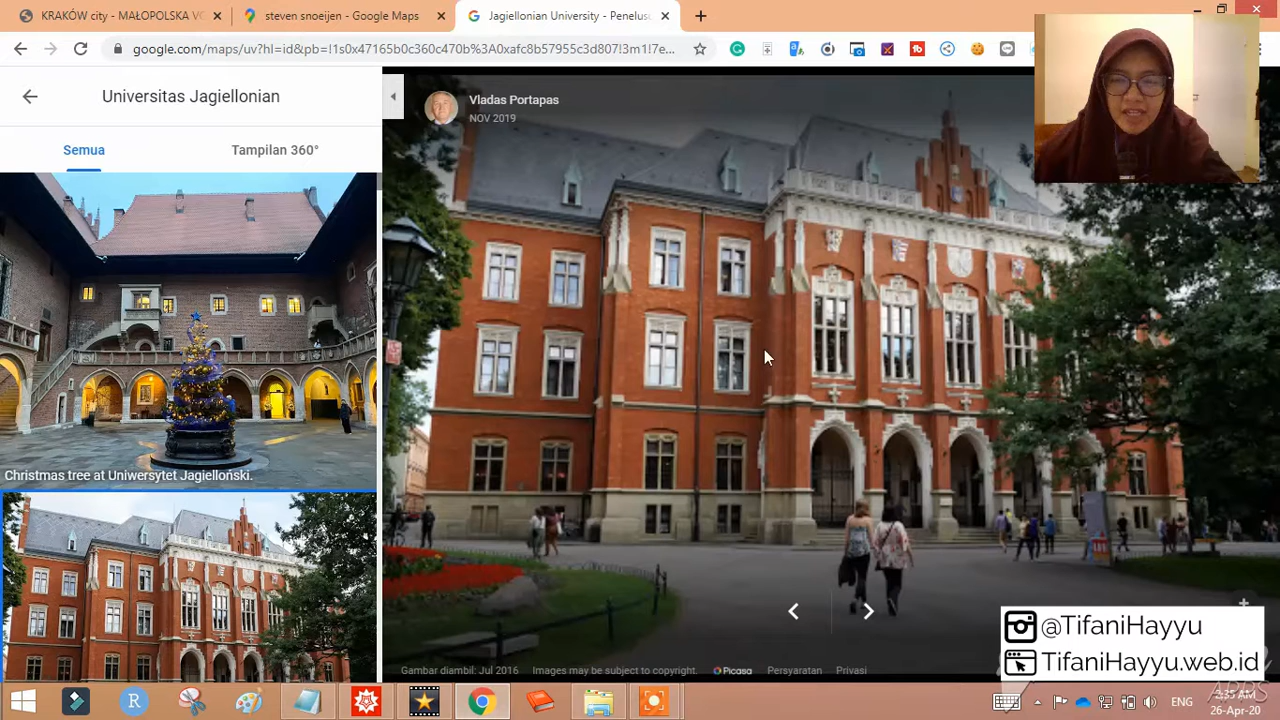 KRAKÓW city - MAŁOPOLSKA VO
steven snoeijen - Google Maps
Jagiellonian University - Penelus
google.com/maps/uv?hl=id&pb=!1s0x47165b0c360c470b%3A0xafc8b57955c3d807!3m1!7e...
Universitas Jagiellonian
Semua
Tampilan 360°
Vladas Portapas
NOV 2019
Christmas tree at Uniwersytet Jagielloński.
Gambar diambil: Jul 2016 Images may be subject to copyright. Picasa Persyaratan Privasi
@TifaniHayyu
TifaniHayyu.web.id
ENG
26-Apr-20